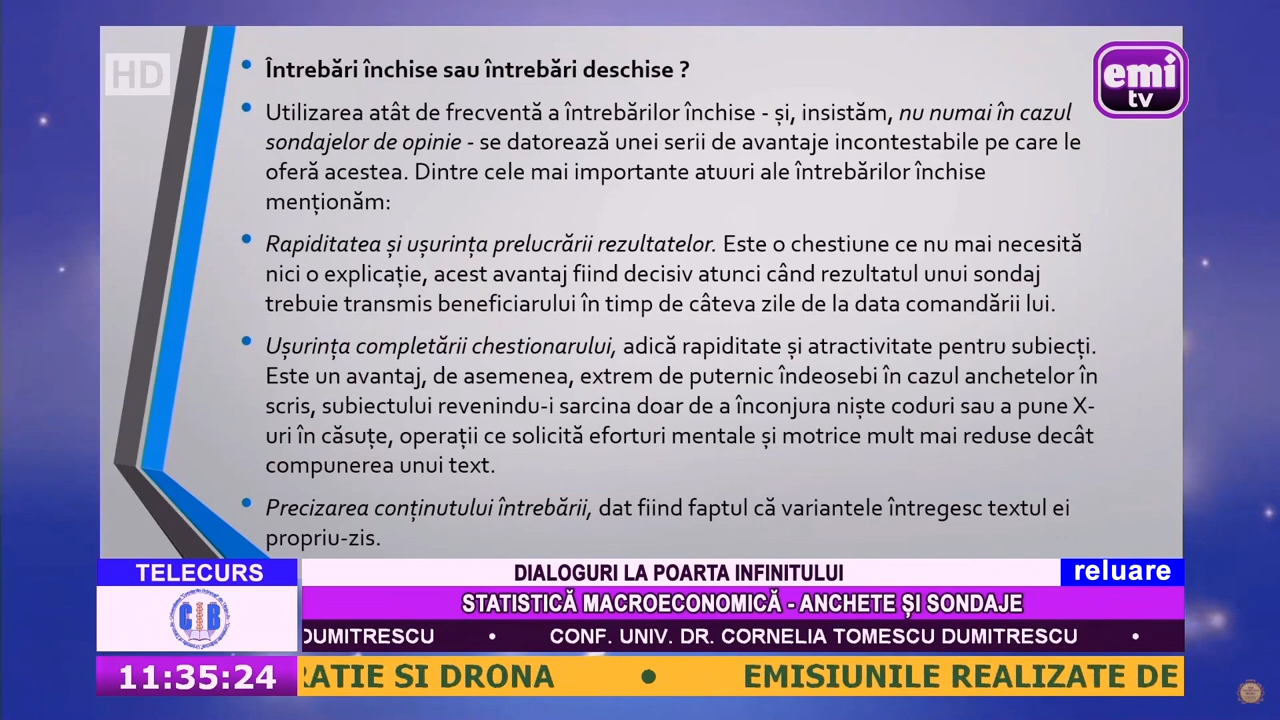 HD
emi
tv
Întrebări închise sau întrebări deschise ?
Utilizarea atât de frecventă a întrebărilor închise - și, insistăm, nu numai în cazul
sondajelor de opinie - se datorează unei serii de avantaje incontestabile pe care le
oferă acestea. Dintre cele mai importante atuuri ale întrebărilor închise
menționăm:
Rapiditatea și ușurința prelucrării rezultatelor. Este o chestiune ce nu mai necesită
nici o explicație, acest avantaj fiind decisiv atunci când rezultatul unui sondaj
trebuie transmis beneficiarului în timp de câteva zile de la data comandării lui.
Ușurința completării chestionarului, adică rapiditate și atractivitate pentru subiecți.
Este un avantaj, de asemenea, extrem de puternic îndeosebi în cazul anchetelor în
scris, subiectului revenindu-i sarcina doar de a înconjura niște coduri sau a pune X-
uri în căsuțe, operații ce solicită eforturi mentale și motrice mult mai reduse decât
compunerea unui text.
Precizarea conținutului întrebării, dat fiind faptul că variantele întregesc textul ei
propriu-zis.
TELECURS
DIALOGURI LA POARTA INFINITULUI
reluare
STATISTICĂ MACROECONOMICĂ - ANCHETE ȘI SONDAJE
CIB
DUMITRESCU • CONF. UNIV. DR. CORNELIA TOMESCU DUMITRESCU •
11:35:24
RATIE SI DRONA • EMISIUNILE REALIZATE DE